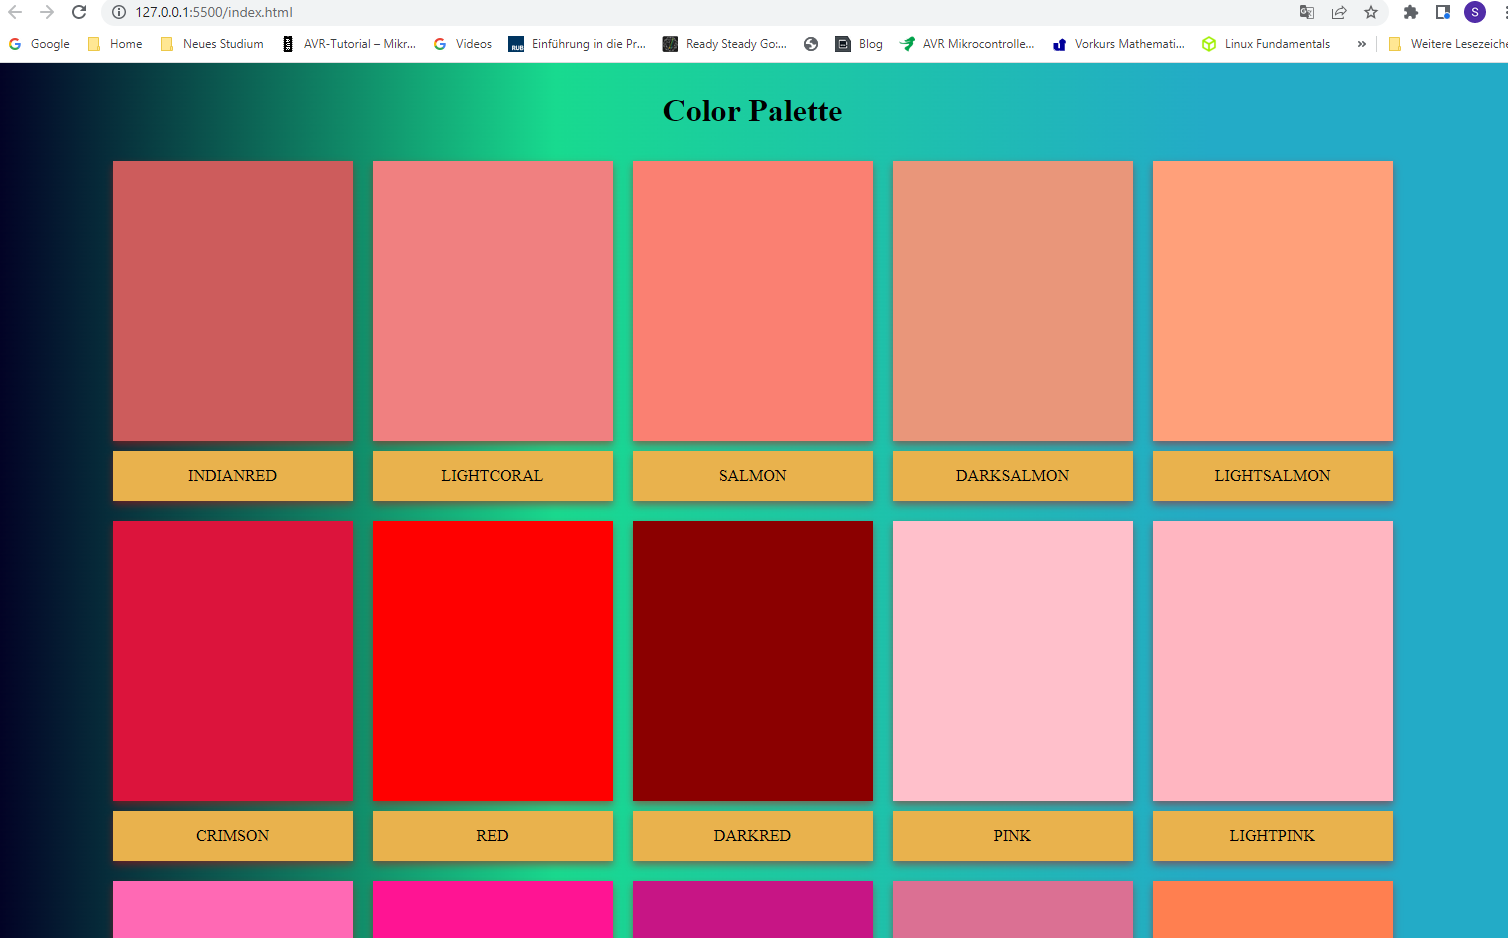 127.0.0.1:5500/index.html
S
Google Home Neues Studium AVR-Tutorial – Mikr... Videos RUB Einführung in die Pr... Ready Steady Go:... Blog AVR Mikrocontrolle... Vorkurs Mathemati... Linux Fundamentals » Weitere Lesezeiche
Color Palette
INDIANRED LIGHTCORAL SALMON DARKSALMON LIGHTSALMON
CRIMSON RED DARKRED PINK LIGHTPINK